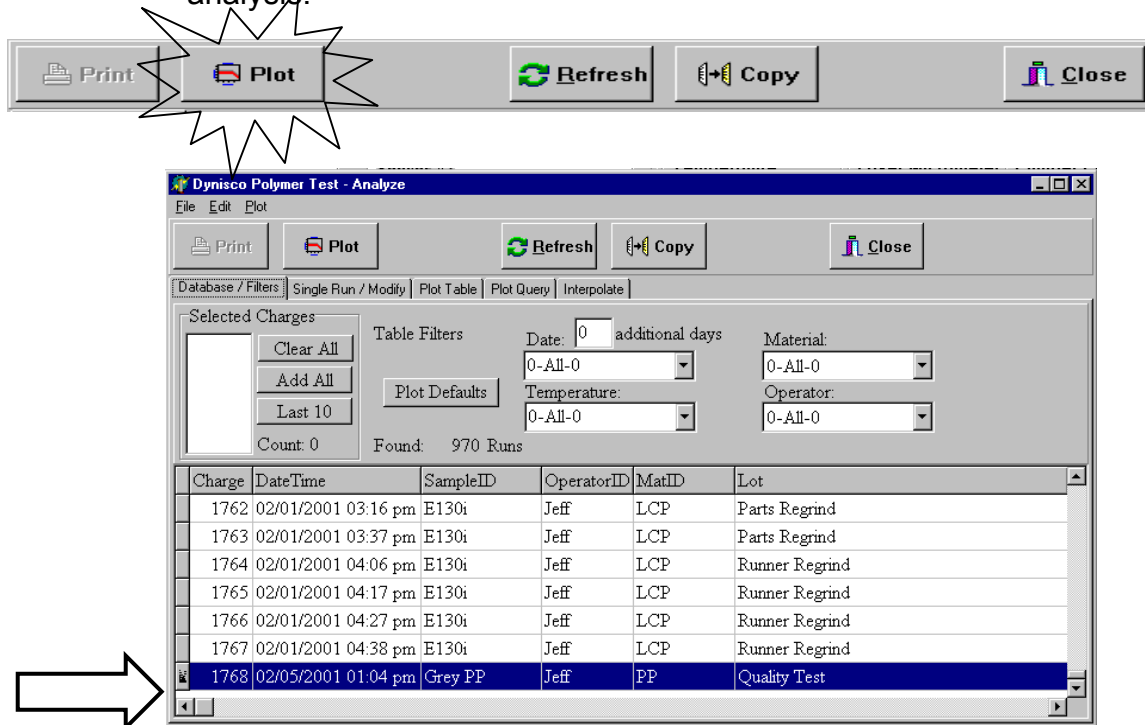 analysis.
Print Plot Refresh Copy Close
Dynisco Polymer Test - Analyze
File Edit Plot
Print Plot Refresh Copy Close
Database / Filters Single Run / Modify Plot Table Plot Query Interpolate
Selected Charges
Clear All
Add All
Last 10
Count: 0
Table Filters
Plot Defaults
Found: 970 Runs
Date: 0 additional days
0-All-0
Temperature:
0-All-0
Material:
0-All-0
Operator:
0-All-0
Charge DateTime SampleID OperatorID MatID Lot
1762 02/01/2001 03:16 pm E130i Jeff LCP Parts Regrind
1763 02/01/2001 03:37 pm E130i Jeff LCP Parts Regrind
1764 02/01/2001 04:06 pm E130i Jeff LCP Runner Regrind
1765 02/01/2001 04:17 pm E130i Jeff LCP Runner Regrind
1766 02/01/2001 04:27 pm E130i Jeff LCP Runner Regrind
1767 02/01/2001 04:38 pm E130i Jeff LCP Runner Regrind
1768 02/05/2001 01:04 pm Grey PP Jeff PP Quality Test